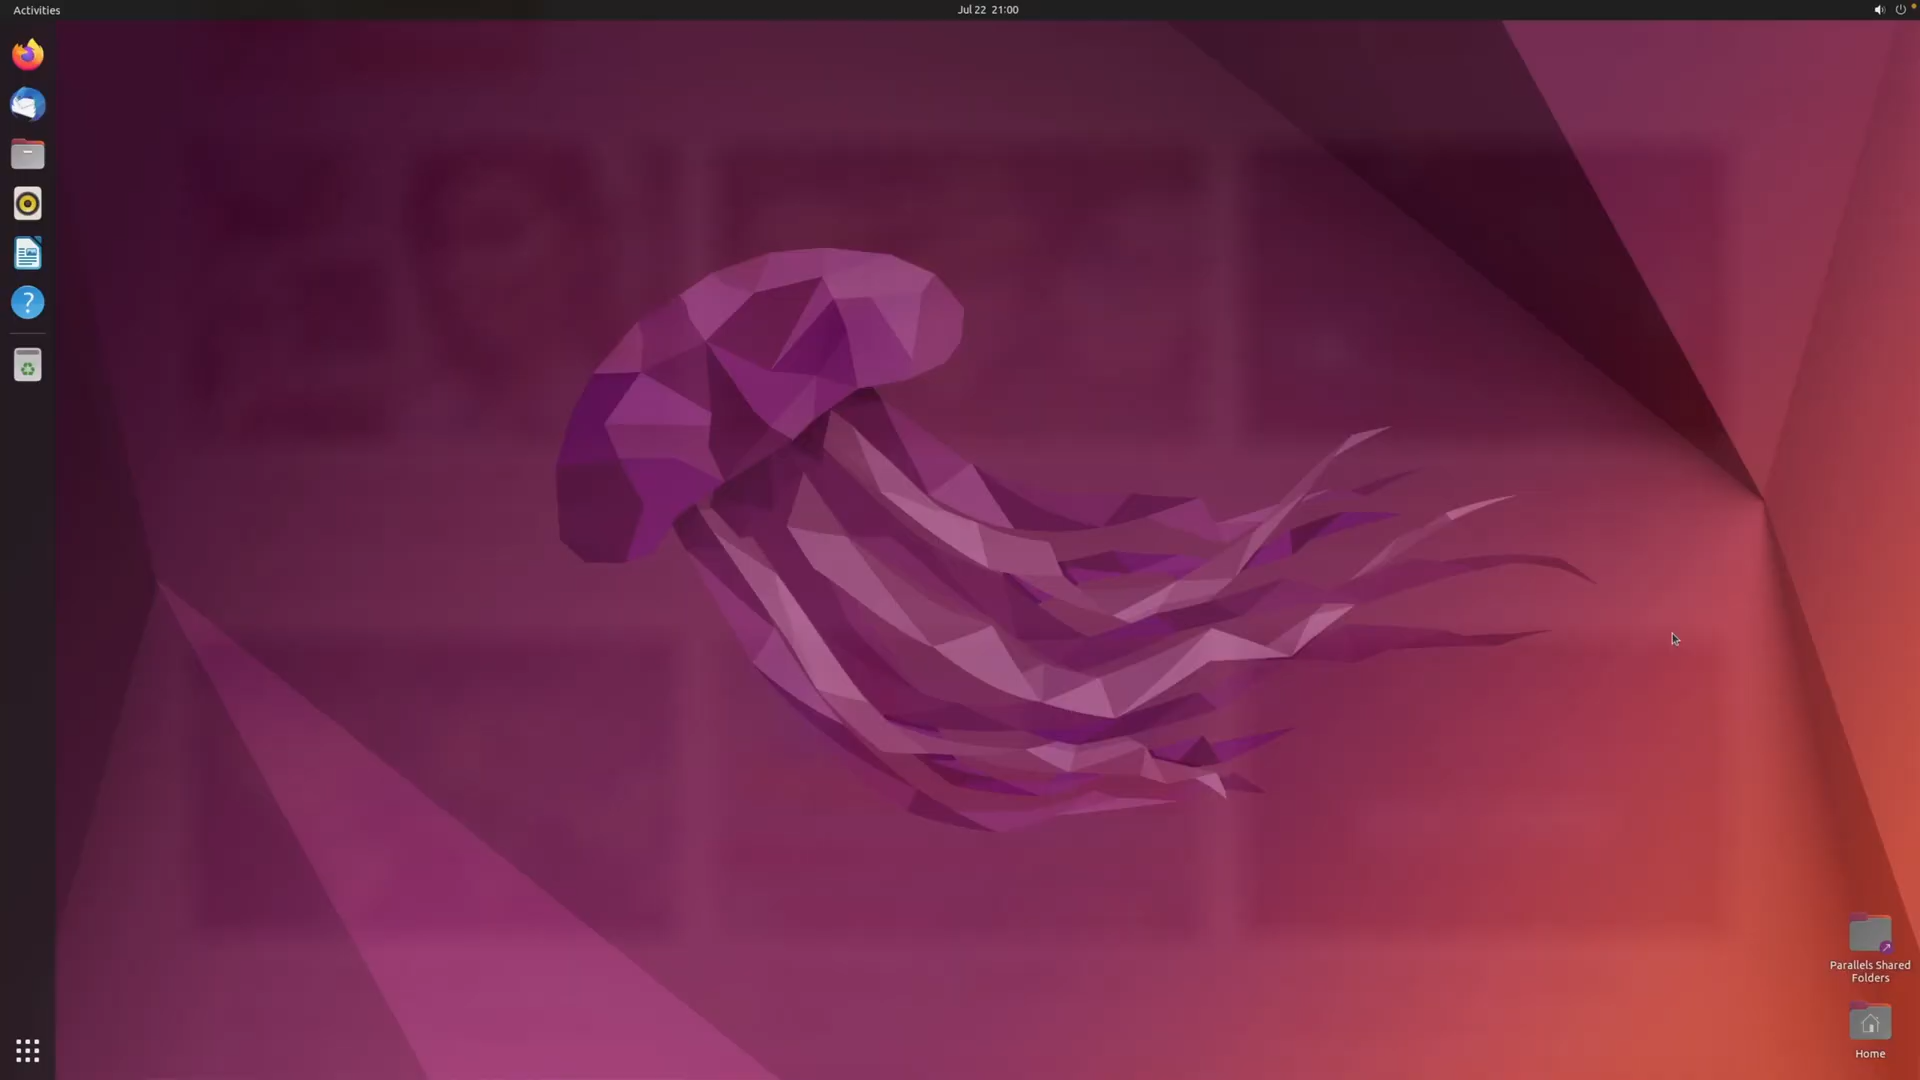 Activities
Jul 22 21:00
?
Parallels Shared
Folders
Home